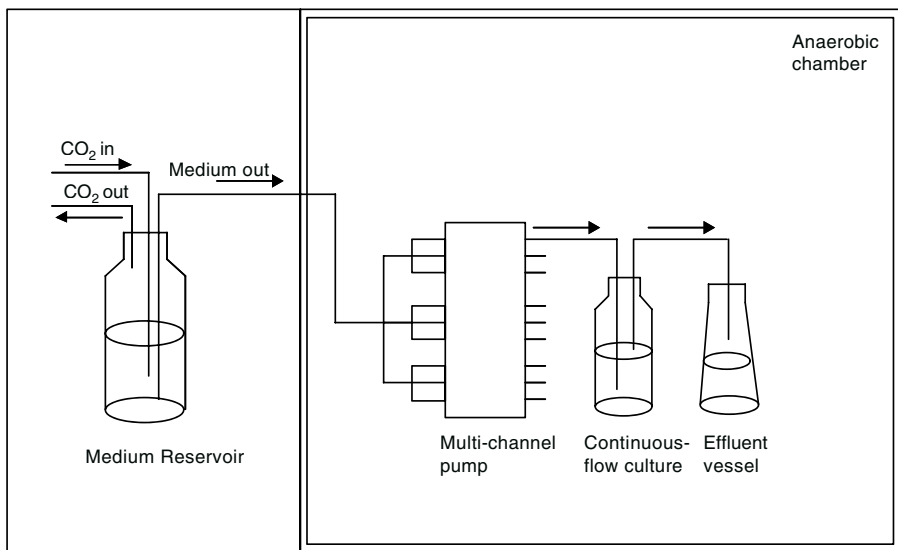 Anaerobic
chamber
CO₂ in
Medium out
CO₂ out
Medium Reservoir
Multi-channel
pump
Continuous-
flow culture
Effluent
vessel